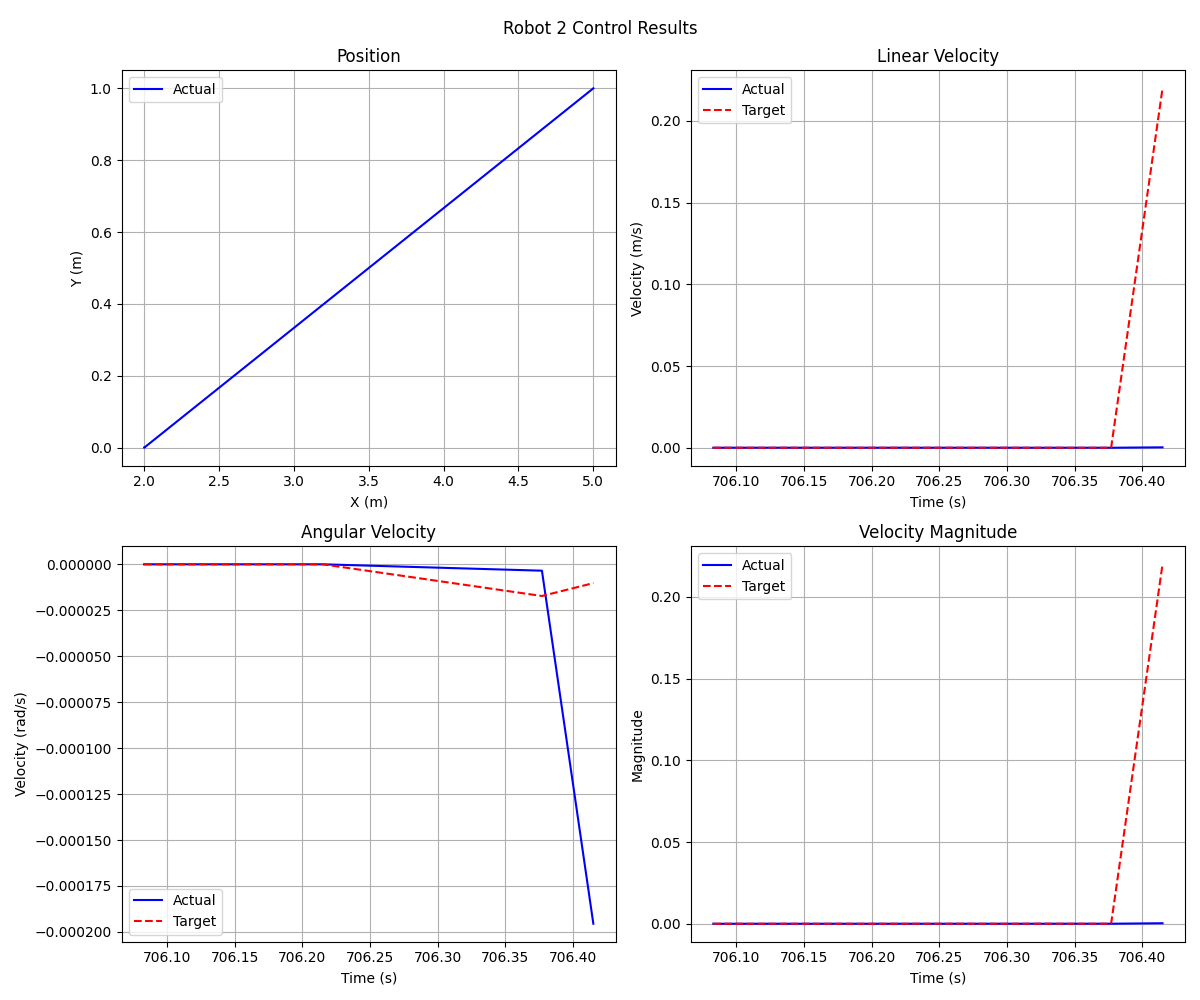 Robot 2 Control Results
Position
Actual
1.0
0.8
0.6
0.4
0.2
0.0
Y (m)
2.0 2.5 3.0 3.5 4.0 4.5 5.0
X (m)
Linear Velocity
Actual
Target
0.20
0.15
0.10
0.05
0.00
Velocity (m/s)
706.10 706.15 706.20 706.25 706.30 706.35 706.40
Time (s)
Angular Velocity
0.000000
−0.000025
−0.000050
−0.000075
−0.000100
−0.000125
−0.000150
−0.000175
−0.000200
Velocity (rad/s)
Actual
Target
706.10 706.15 706.20 706.25 706.30 706.35 706.40
Time (s)
Velocity Magnitude
Actual
Target
0.20
0.15
0.10
0.05
0.00
Magnitude
706.10 706.15 706.20 706.25 706.30 706.35 706.40
Time (s)